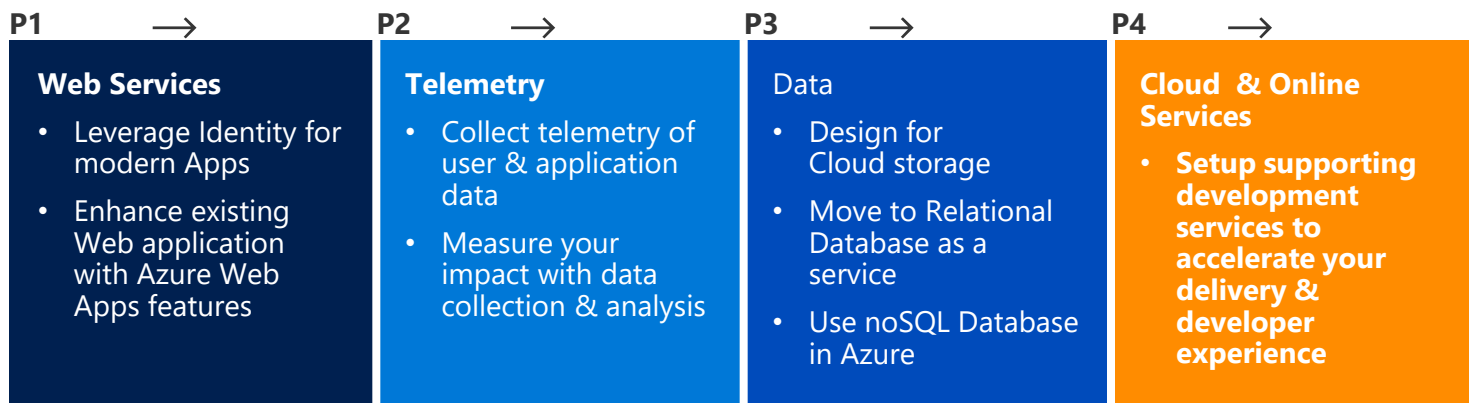 P1 →
P2 →
P3 →
P4 →
Web Services
• Leverage Identity for
modern Apps
• Enhance existing
Web application
with Azure Web
Apps features
Telemetry
• Collect telemetry of
user & application
data
• Measure your
impact with data
collection & analysis
Data
• Design for
Cloud storage
• Move to Relational
Database as a
service
• Use noSQL Database
in Azure
Cloud & Online
Services
• Setup supporting
development
services to
accelerate your
delivery &
developer
experience